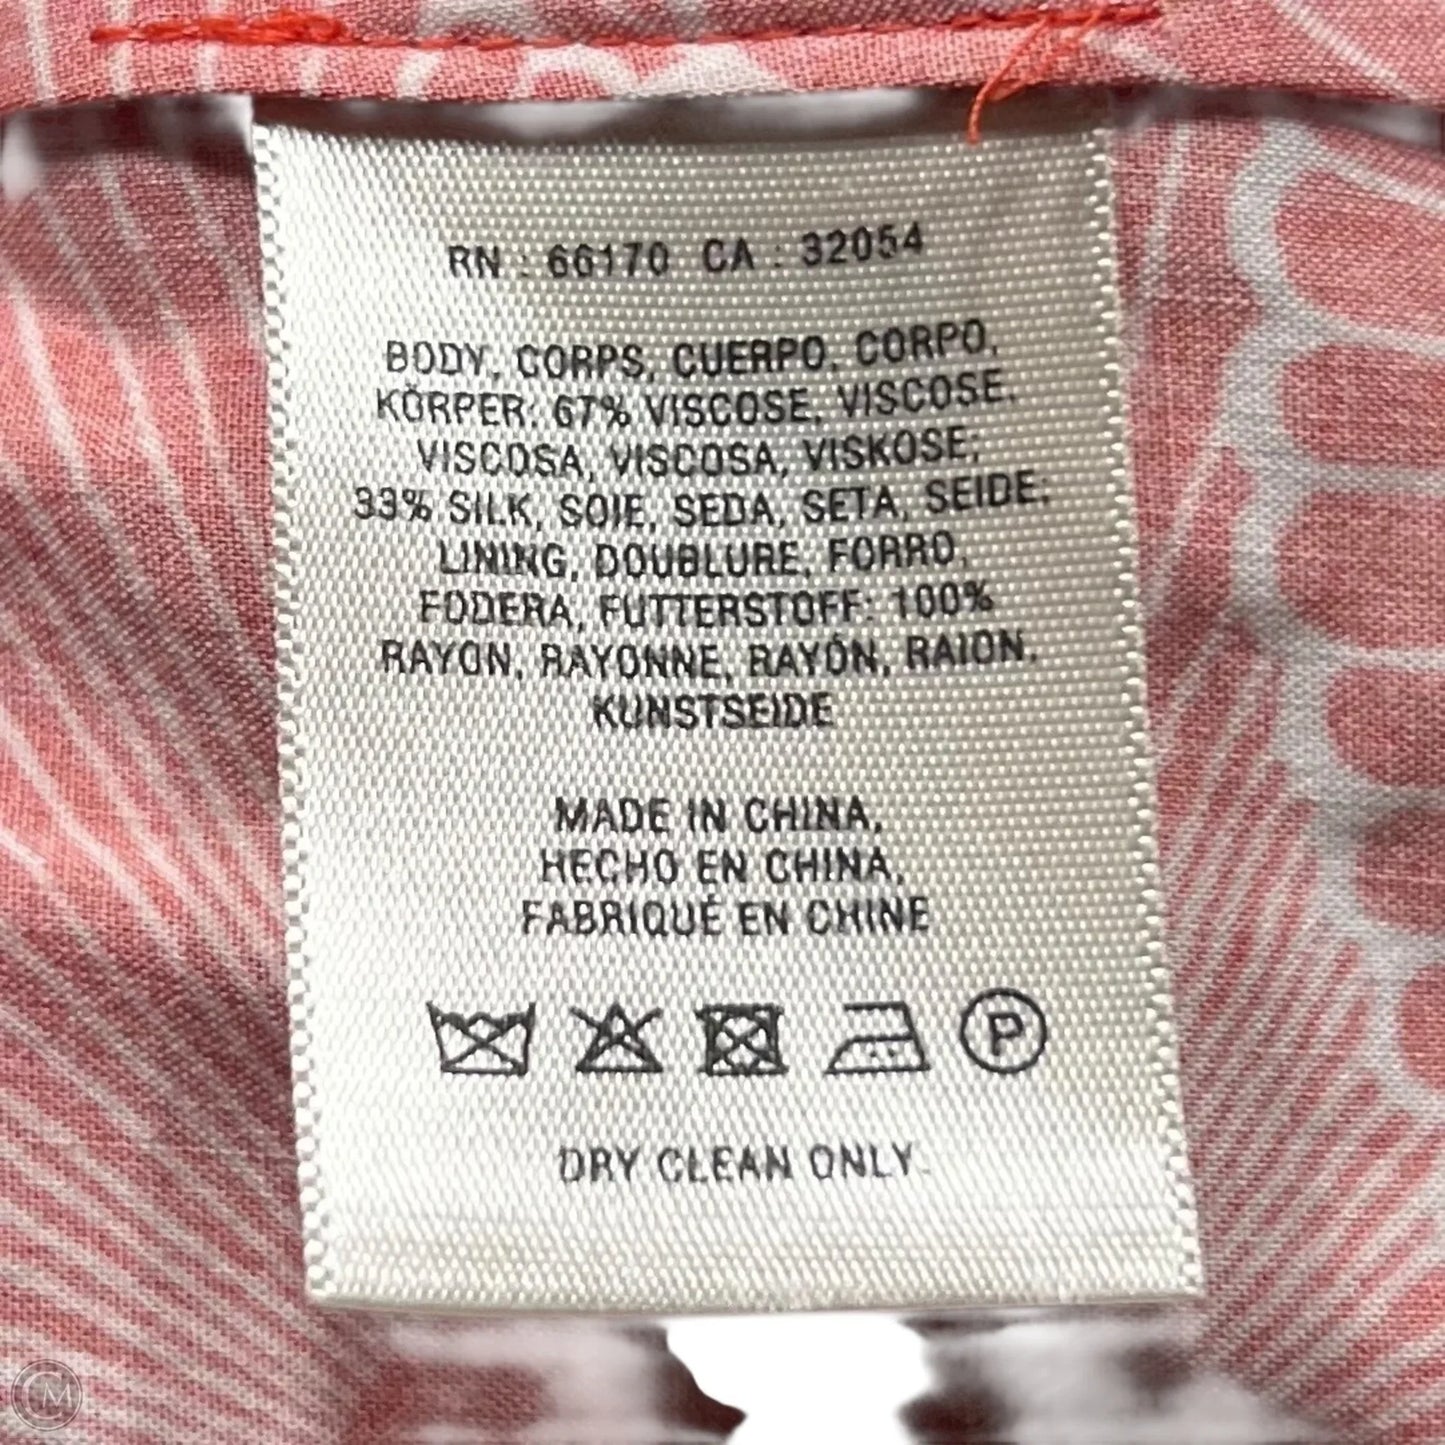 RN : 66170 CA : 32054
BODY, CORPS, CUERPO, CORPO,
KÖRPER: 67% VISCOSE, VISCOSE,
VISCOSA, VISCOSA, VISKOSE;
33% SILK, SOIE, SEDA, SETA, SEIDE;
LINING, DOUBLURE, FORRO,
FODERA, FUTTERSTOFF: 100%
RAYON, RAYONNE, RAYÓN, RAION,
KUNSTSEIDE
MADE IN CHINA,
HECHO EN CHINA,
FABRIQUÉ EN CHINE
P
DRY CLEAN ONLY.
CM